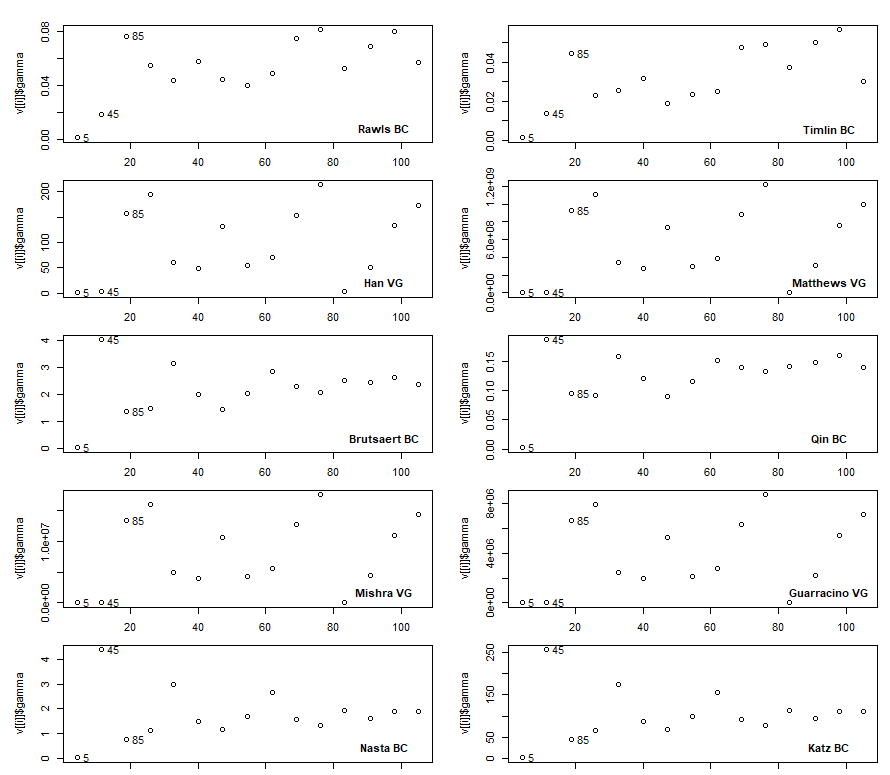 v[[i]]$gamma
0.00 0.04 0.08
5 45 85
Rawls BC
20 40 60 80 100
v[[i]]$gamma
0.00 0.02 0.04
5 45 85
Timlin BC
20 40 60 80 100
v[[i]]$gamma
0 50 100 200
5 45 85
Han VG
20 40 60 80 100
v[[i]]$gamma
0.0e+00 6.0e+08 1.2e+09
5 45 85
Matthews VG
20 40 60 80 100
v[[i]]$gamma
0 1 2 3 4
5 45 85
Brutsaert BC
20 40 60 80 100
v[[i]]$gamma
0.00 0.05 0.10 0.15
5 45 85
Qin BC
20 40 60 80 100
v[[i]]$gamma
0.0e+00 1.0e+07
5 45 85
Mishra VG
20 40 60 80 100
v[[i]]$gamma
0e+00 4e+06 8e+06
5 45 85
Guarracino VG
20 40 60 80 100
v[[i]]$gamma
0 1 2 3 4
5 45 85
Nasta BC
v[[i]]$gamma
0 50 150 250
5 45 85
Katz BC